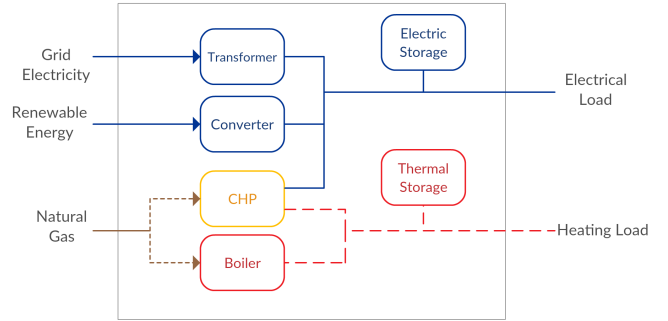 Grid
Electricity
Transformer
Electric
Storage
Electrical
Load
Renewable
Energy
Converter
Natural
Gas
CHP
Thermal
Storage
Heating Load
Boiler